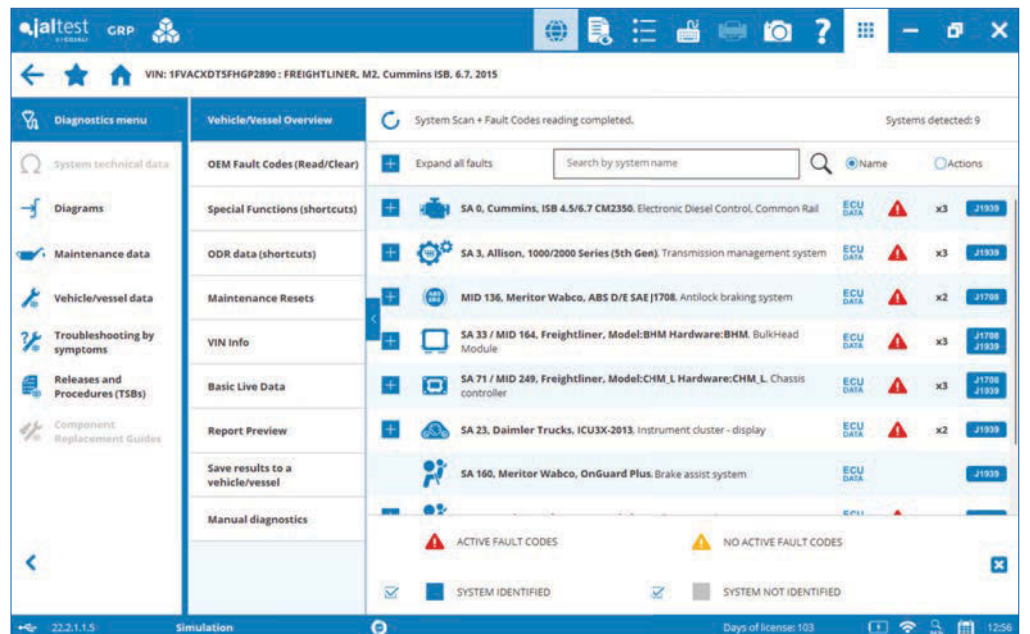 jaltest GRP
VIN: 1FVACXDT5FHGP2890 : FREIGHTLINER, M2, Cummins ISB, 6.7, 2015
Diagnostics menu
System technical data
Diagrams
Maintenance data
Vehicle/vessel data
Troubleshooting by
symptoms
Releases and
Procedures (TSBs)
Component
Replacement Guides
Vehicle/Vessel Overview
OEM Fault Codes (Read/Clear)
Special Functions (shortcuts)
ODR data (shortcuts)
Maintenance Resets
VIN Info
Basic Live Data
Report Preview
Save results to a
vehicle/vessel
Manual diagnostics
System Scan + Fault Codes reading completed. Systems detected: 9
Expand all faults Search by system name Name Actions
SA 0, Cummins, ISB 4.5/6.7 CM2350. Electronic Diesel Control, Common Rail ECU DATA x3 J1939
SA 3, Allison, 1000/2000 Series (5th Gen). Transmission management system ECU DATA x3 J1939
ABS MID 136, Meritor Wabco, ABS D/E SAE J1708. Antilock braking system ECU DATA x2 J1708
SA 33 / MID 164, Freightliner, Model:BHM Hardware:BHM. BulkHead
Module ECU DATA x3 J1708 J1939
SA 71 / MID 249, Freightliner, Model:CHM_L Hardware:CHM_L. Chassis
controller ECU DATA x3 J1708 J1939
SA 23, Daimler Trucks, ICU3X-2013. Instrument cluster - display ECU DATA x2 J1939
SA 160, Meritor Wabco, OnGuard Plus. Brake assist system ECU DATA J1939
ACTIVE FAULT CODES NO ACTIVE FAULT CODES
SYSTEM IDENTIFIED SYSTEM NOT IDENTIFIED
22.2.1.1.5 Simulation Days of license: 103 12:56